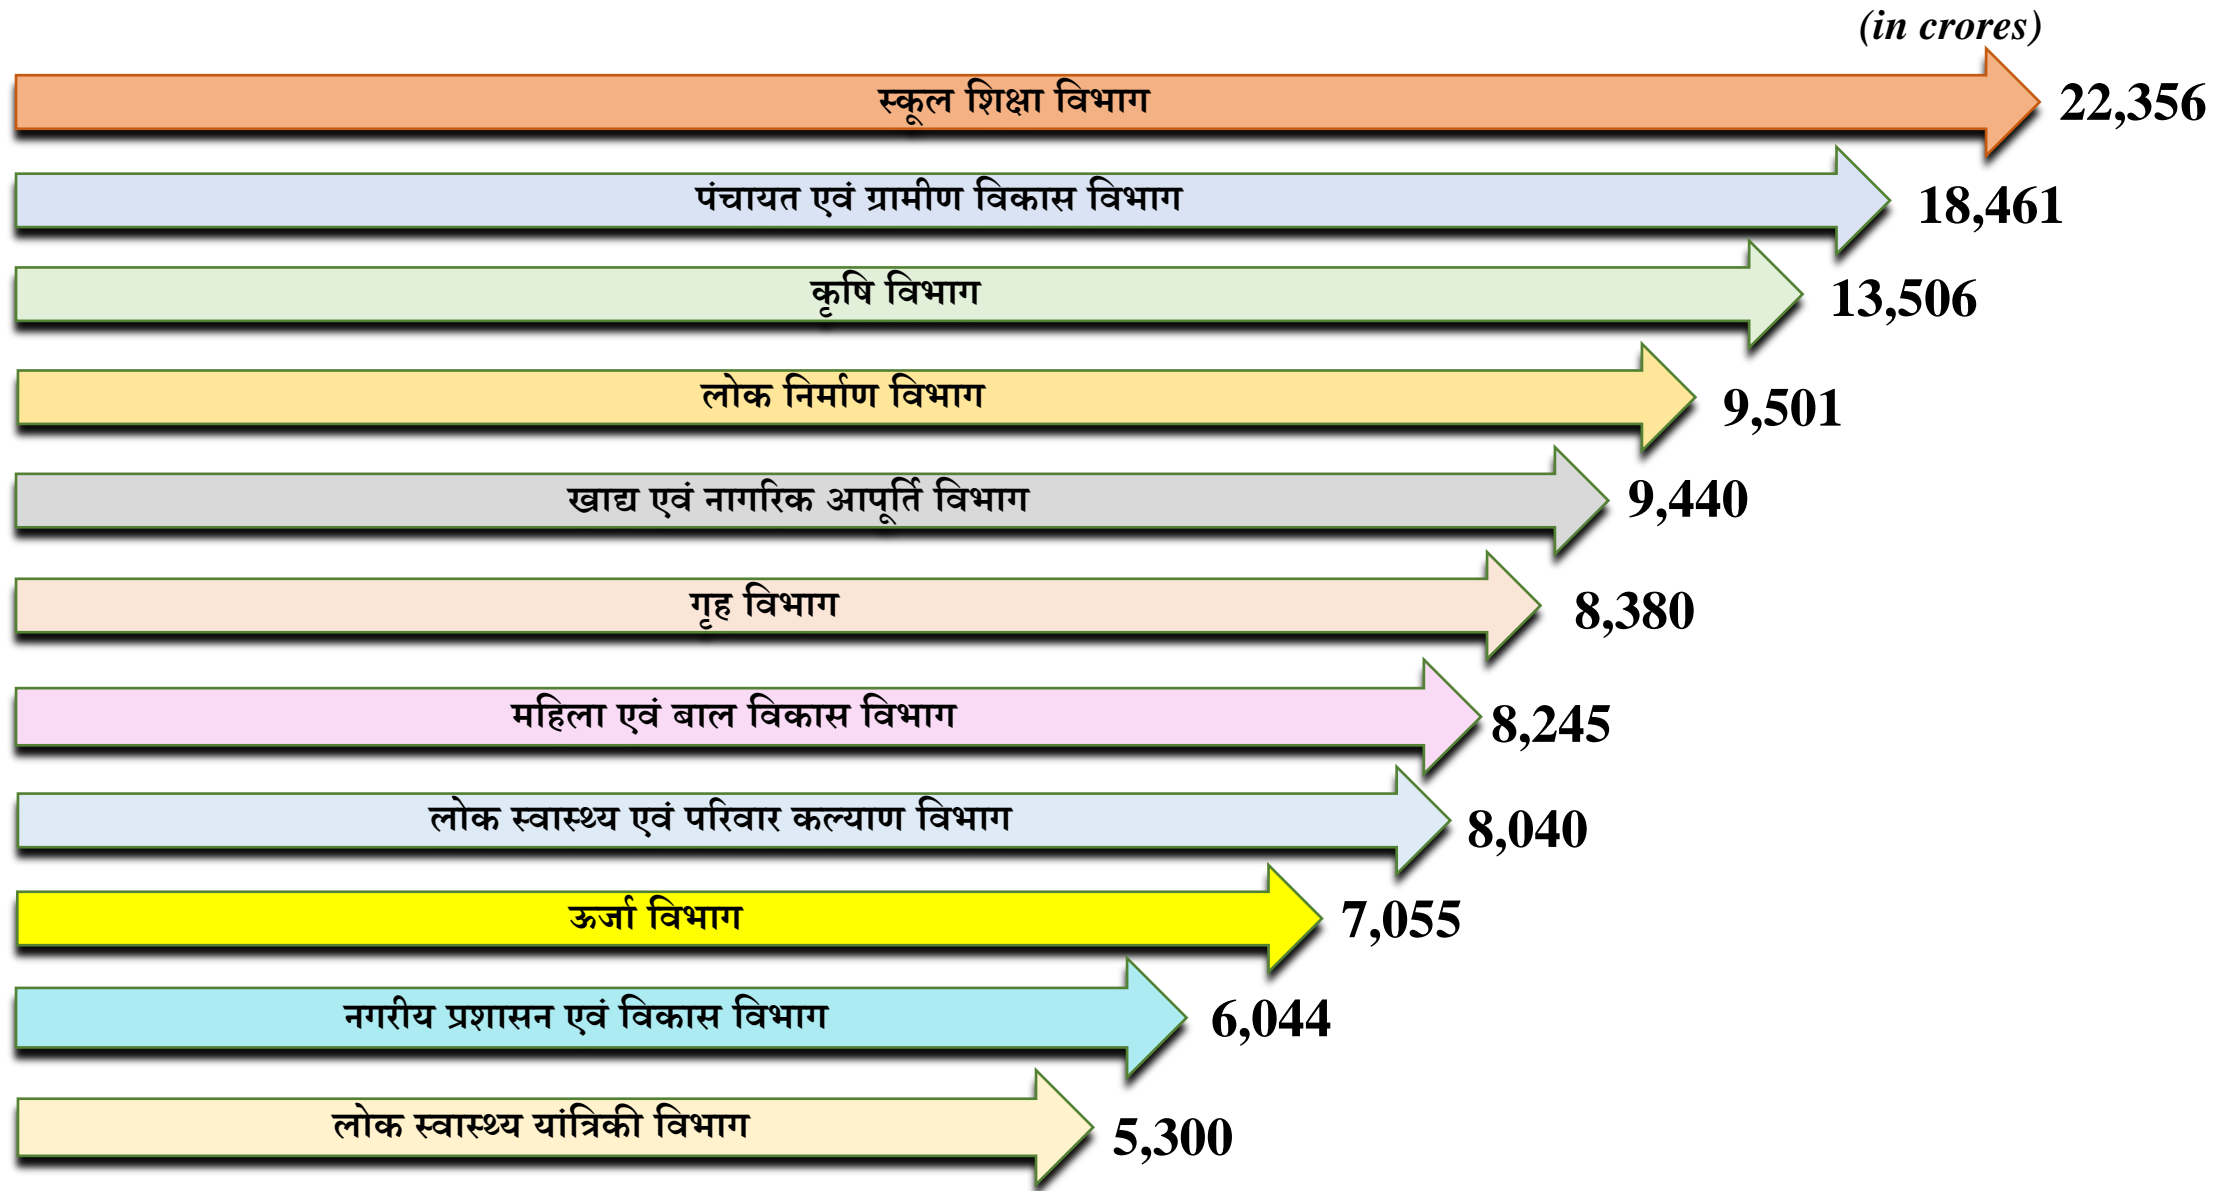 (in crores)
स्कूल शिक्षा विभाग 22,356
पंचायत एवं ग्रामीण विकास विभाग 18,461
कृषि विभाग 13,506
लोक निर्माण विभाग 9,501
खाद्य एवं नागरिक आपूर्ति विभाग 9,440
गृह विभाग 8,380
महिला एवं बाल विकास विभाग 8,245
लोक स्वास्थ्य एवं परिवार कल्याण विभाग 8,040
ऊर्जा विभाग 7,055
नगरीय प्रशासन एवं विकास विभाग 6,044
लोक स्वास्थ्य यांत्रिकी विभाग 5,300